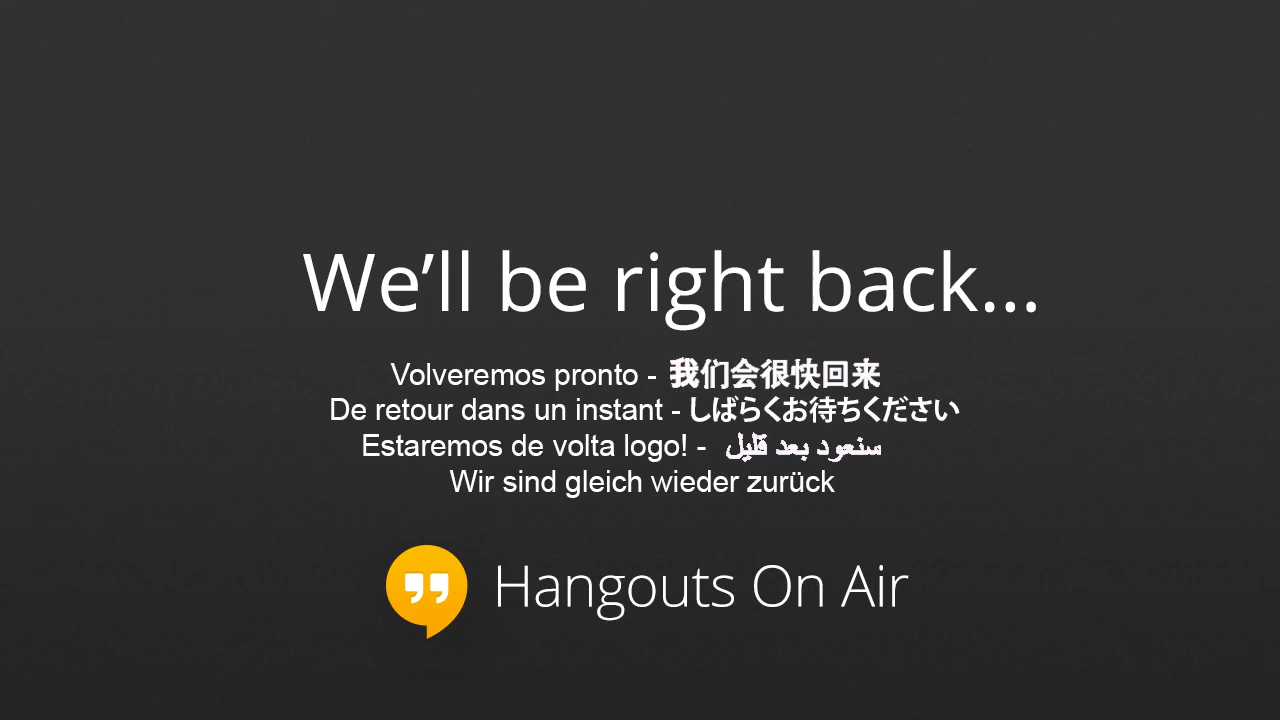 We’ll be right back...
Volveremos pronto - 我们会很快回来
De retour dans un instant - しばらくお待ちください
Estaremos de volta logo! - سنعود بعد قليل
Wir sind gleich wieder zurück
Hangouts On Air